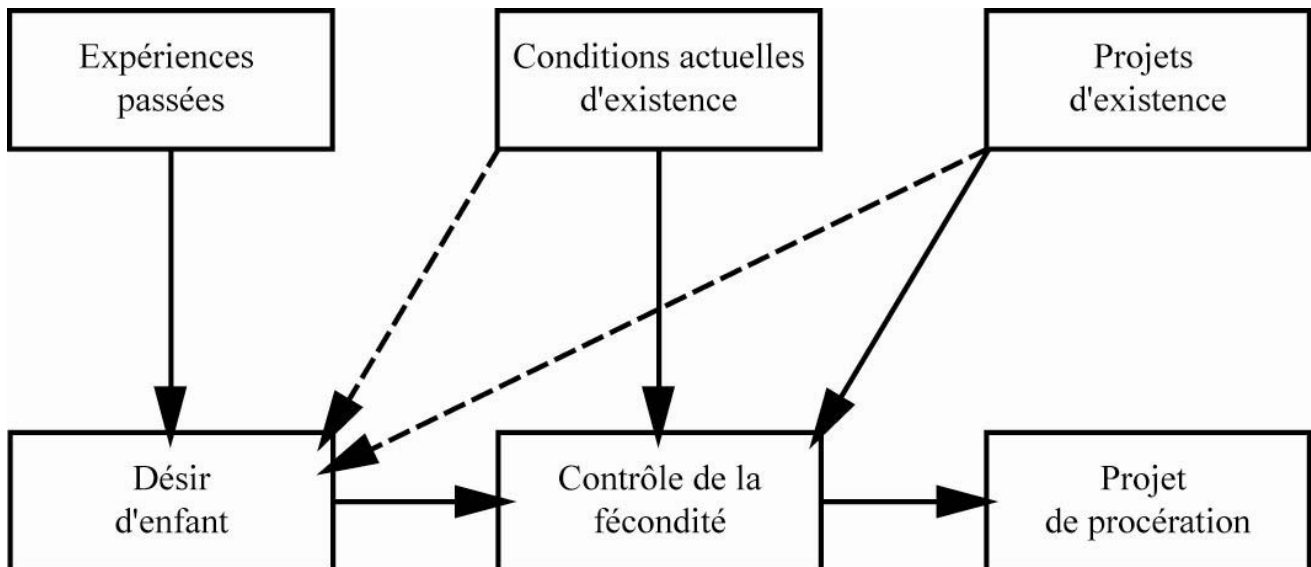 Expériences
passées
Conditions actuelles
d'existence
Projets
d'existence
Désir
d'enfant
Contrôle de la
fécondité
Projet
de procération